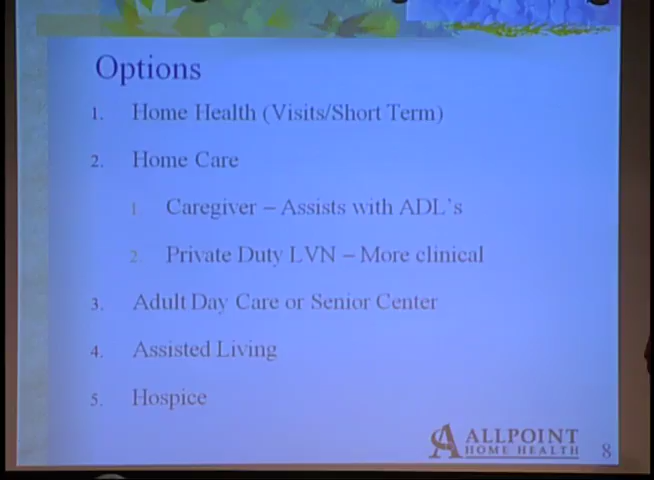 Options
1. Home Health (Visits/Short Term)
2. Home Care
1. Caregiver – Assists with ADL's
2. Private Duty LVN – More clinical
3. Adult Day Care or Senior Center
4. Assisted Living
5. Hospice
ALLPOINT
HOME HEALTH
8